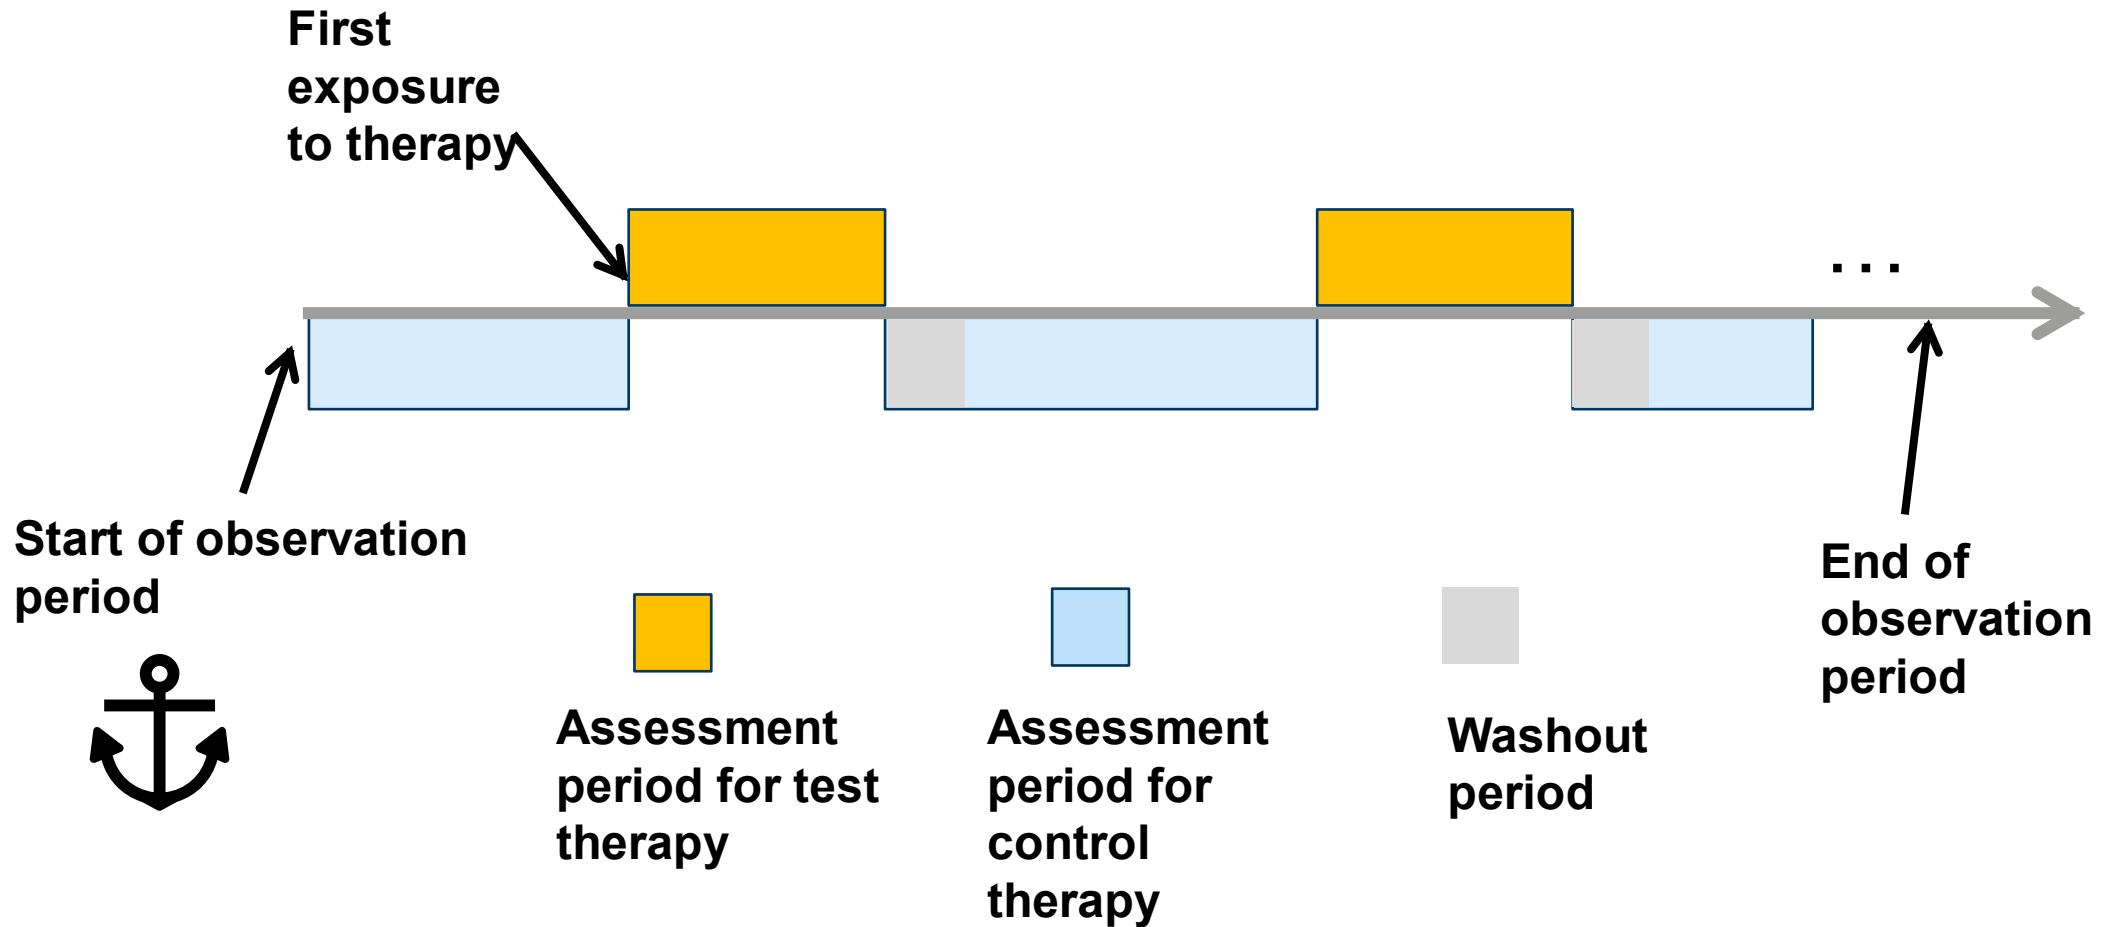 First
exposure
to therapy
. . .
Start of observation
period
End of
observation
period
Assessment
period for test
therapy
Assessment
period for
control
therapy
Washout
period